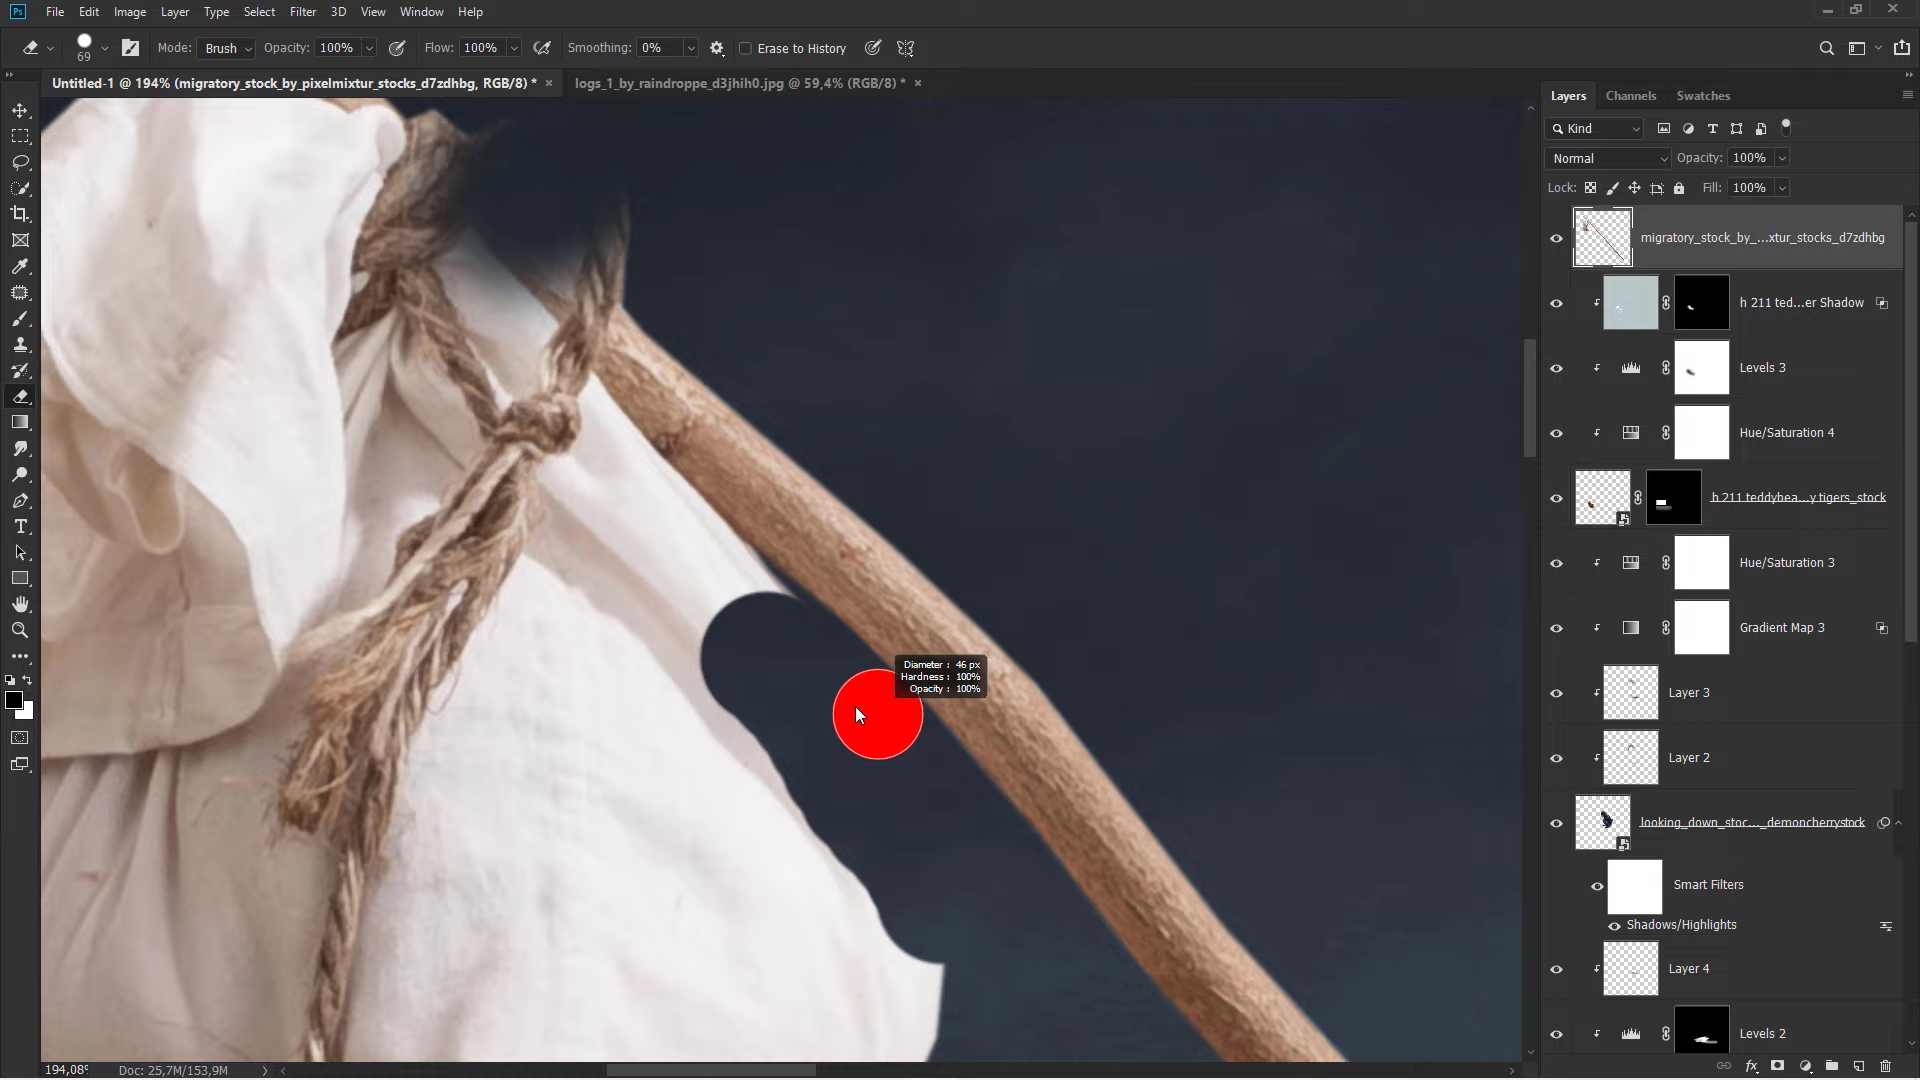 Ps File Edit Image Layer Type Select Filter 3D View Window Help
69 Mode: Brush Opacity: 100% Flow: 100% Smoothing: 0% Erase to History
Untitled-1 @ 194% (migratory_stock_by_pixelmixtur_stocks_d7zdhbg, RGB/8) * × logs_1_by_raindroppe_d3jhih0.jpg @ 59,4% (RGB/8) * ×
Layers Channels Swatches
Kind
Normal Opacity: 100%
Lock: Fill: 100%
migratory_stock_by_...xtur_stocks_d7zdhbg
h 211 ted...er Shadow
Levels 3
Hue/Saturation 4
h 211 teddyhea...y tigers_stock
Hue/Saturation 3
Gradient Map 3
Diameter : 46 px
Hardness : 100%
Opacity : 100%
Layer 3
Layer 2
looking_down_stoc..._demoncherrystock
Smart Filters
Shadows/Highlights
Layer 4
Levels 2
194,08% Doc: 25,7M/153,9M